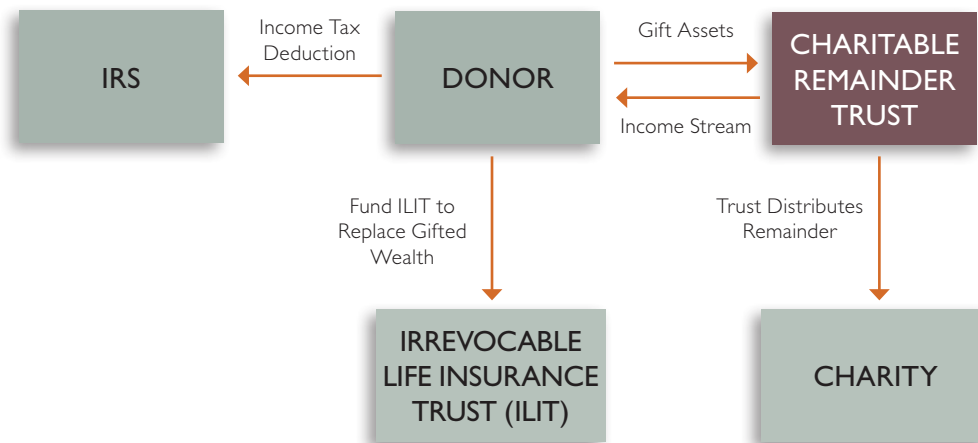 Income Tax
Deduction
Gift Assets
IRS
DONOR
CHARITABLE
REMAINDER
TRUST
Income Stream
Fund ILIT to
Replace Gifted
Wealth
Trust Distributes
Remainder
IRREVOCABLE
LIFE INSURANCE
TRUST (ILIT)
CHARITY